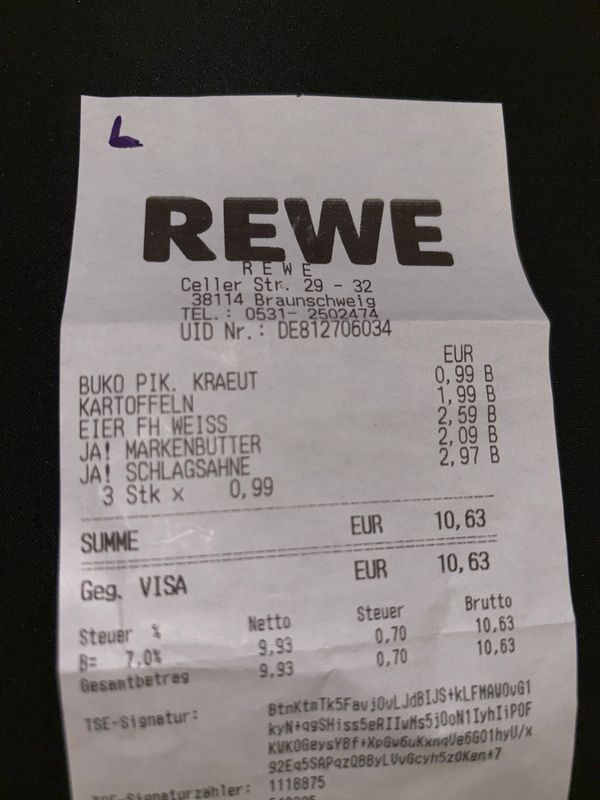 L
REWE
REWE
Celler Str. 29 - 32
38114 Braunschweig
TEL.: 0531- 2502474
UID Nr.: DE812706034
EUR
BUKO PIK. KRAEUT 0,99 B
KARTOFFELN 1,99 B
EIER FH WEISS 2,59 B
JA! MARKENBUTTER 2,09 B
JA! SCHLAGSAHNE 2,97 B
3 Stk x 0,99
SUMME EUR 10,63
Geg. VISA EUR 10,63
Steuer % Netto Steuer Brutto
B= 7,0% 9,93 0,70 10,63
Gesamtbetrag 9,93 0,70 10,63
TSE-Signatur:
TSE-Signaturzähler: 1118875